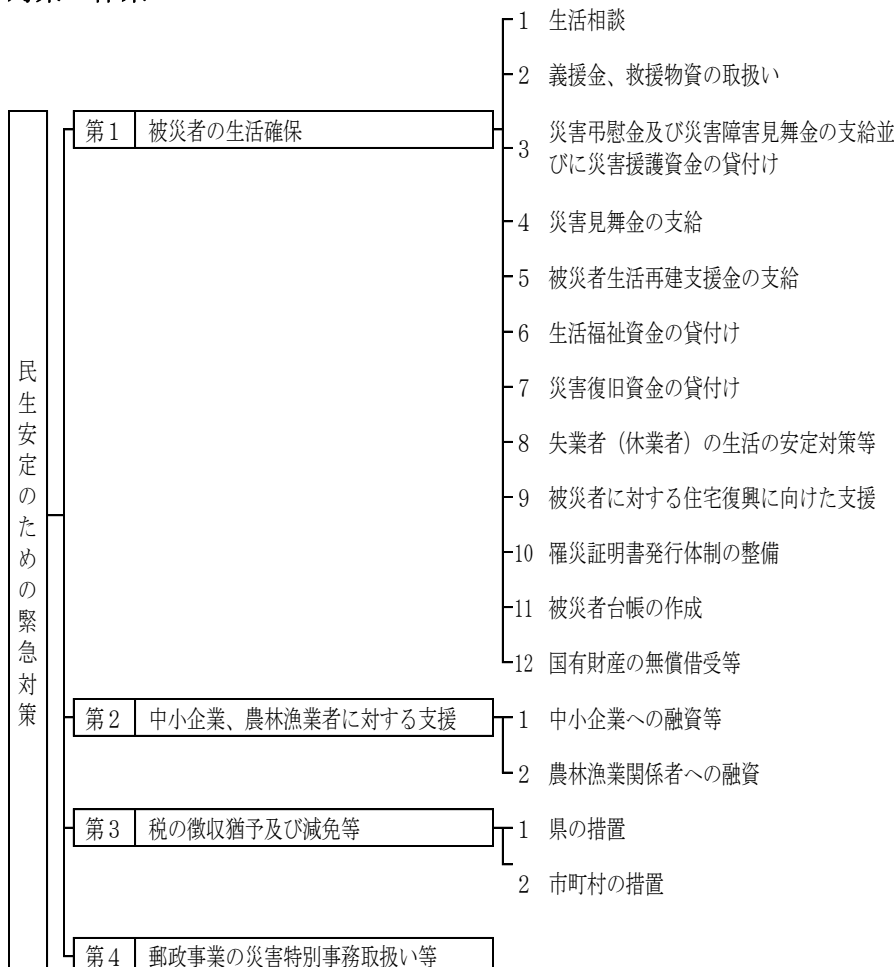 1 生活相談
2 義援金、救援物資の取扱い
第1 被災者の生活確保
3 災害弔慰金及び災害障害見舞金の支給並
びに災害援護資金の貸付け
4 災害見舞金の支給
5 被災者生活再建支援金の支給
6 生活福祉資金の貸付け
7 災害復旧資金の貸付け
8 失業者（休業者）の生活の安定対策等
9 被災者に対する住宅復興に向けた支援
10 罹災証明書発行体制の整備
11 被災者台帳の作成
12 国有財産の無償借受等
民生安定のための緊急対策
第2 中小企業、農林漁業者に対する支援
1 中小企業への融資等
2 農林漁業関係者への融資
第3 税の徴収猶予及び減免等
1 県の措置
2 市町村の措置
第4 郵政事業の災害特別事務取扱い等